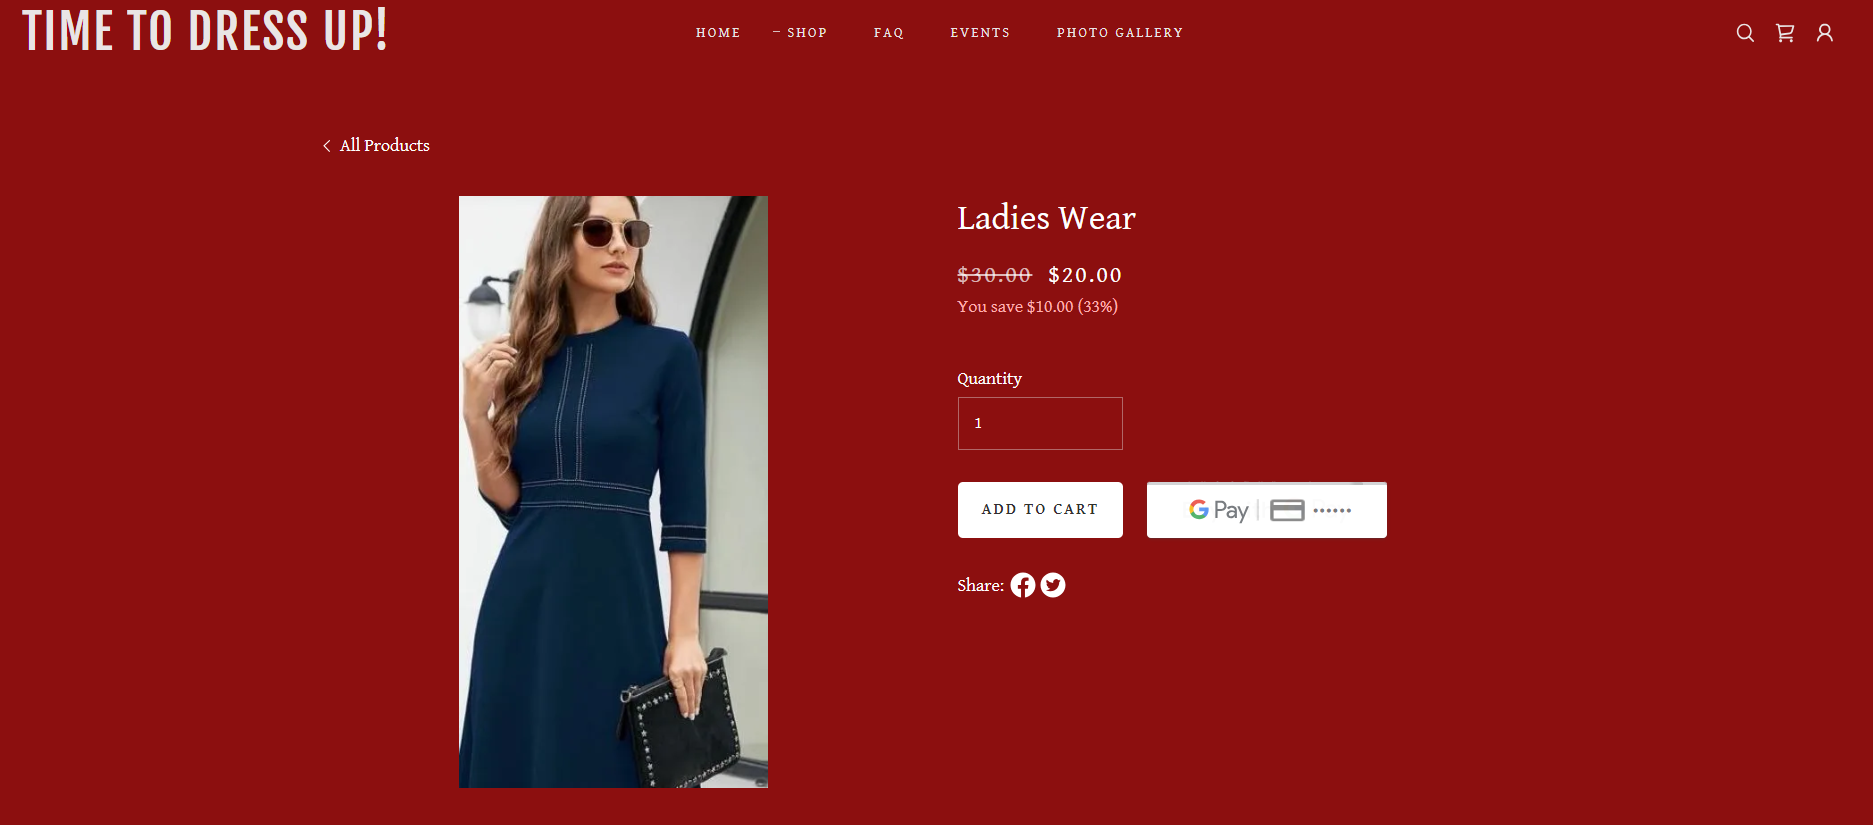 TIME TO DRESS UP!
HOME
SHOP
FAQ
EVENTS
PHOTO GALLERY
All Products
Ladies Wear
$30.00 $20.00
You save $10.00 (33%)
Quantity
1
ADD TO CART
G Pay
Share: